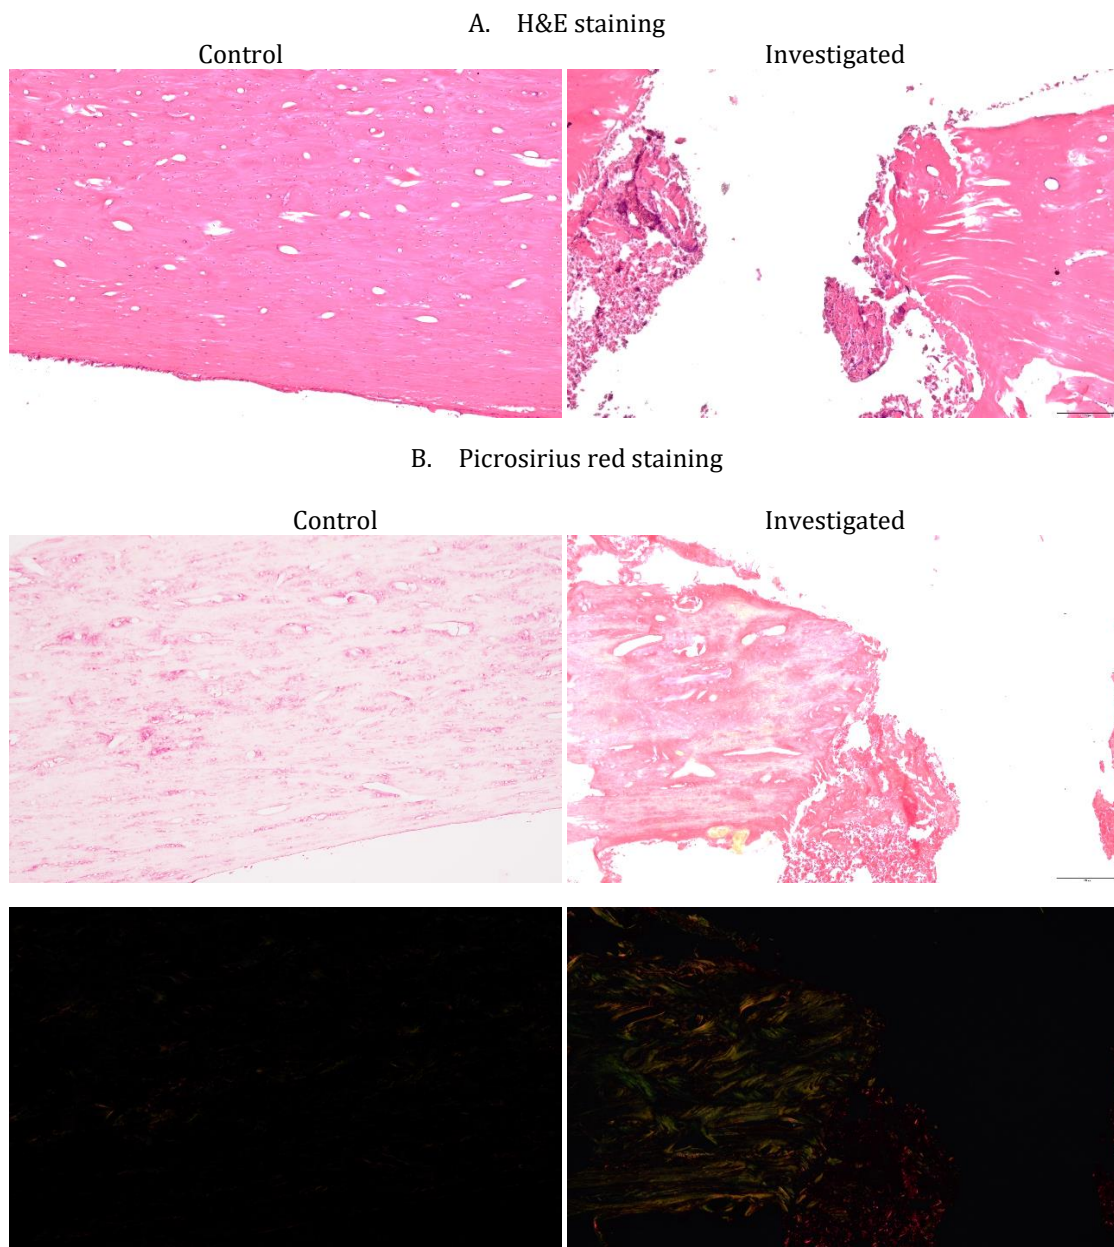 A. H&E staining
Control Investigated
B. Picrosirius red staining
Control Investigated